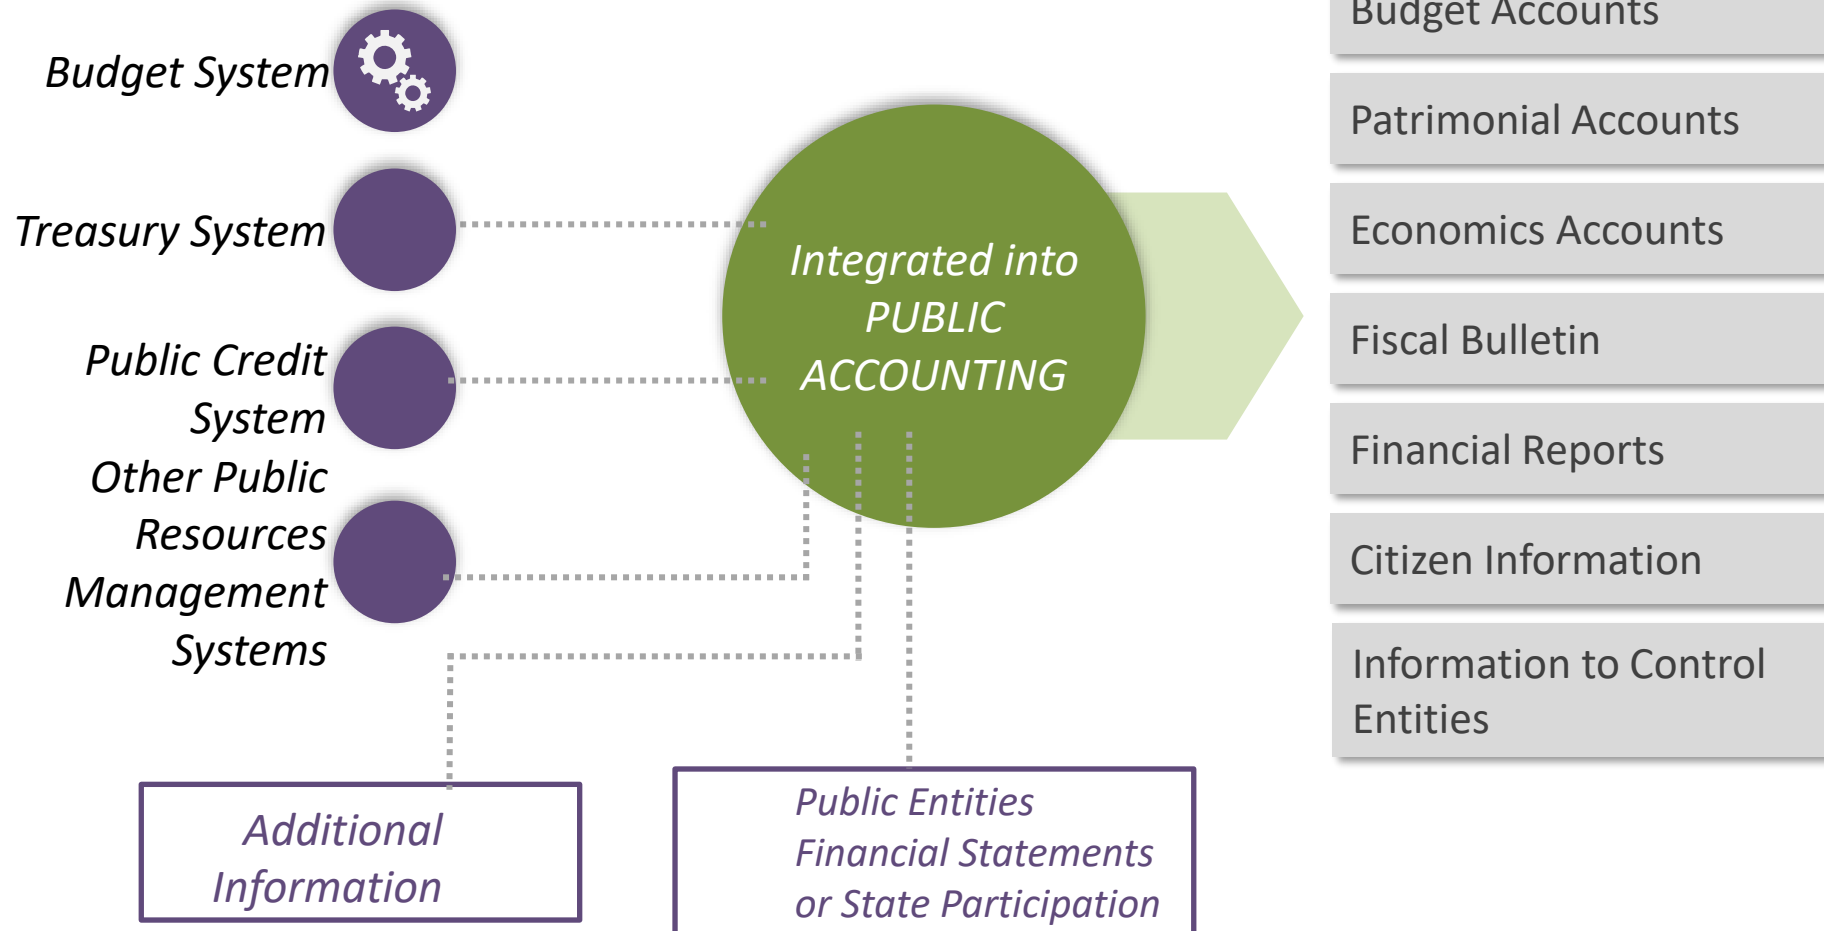 Budget System
Treasury System
Public Credit
System
Other Public
Resources
Management
Systems
Integrated into
PUBLIC
ACCOUNTING
Additional
Information
Public Entities
Financial Statements
or State Participation
Budget Accounts
Patrimonial Accounts
Economics Accounts
Fiscal Bulletin
Financial Reports
Citizen Information
Information to Control
Entities